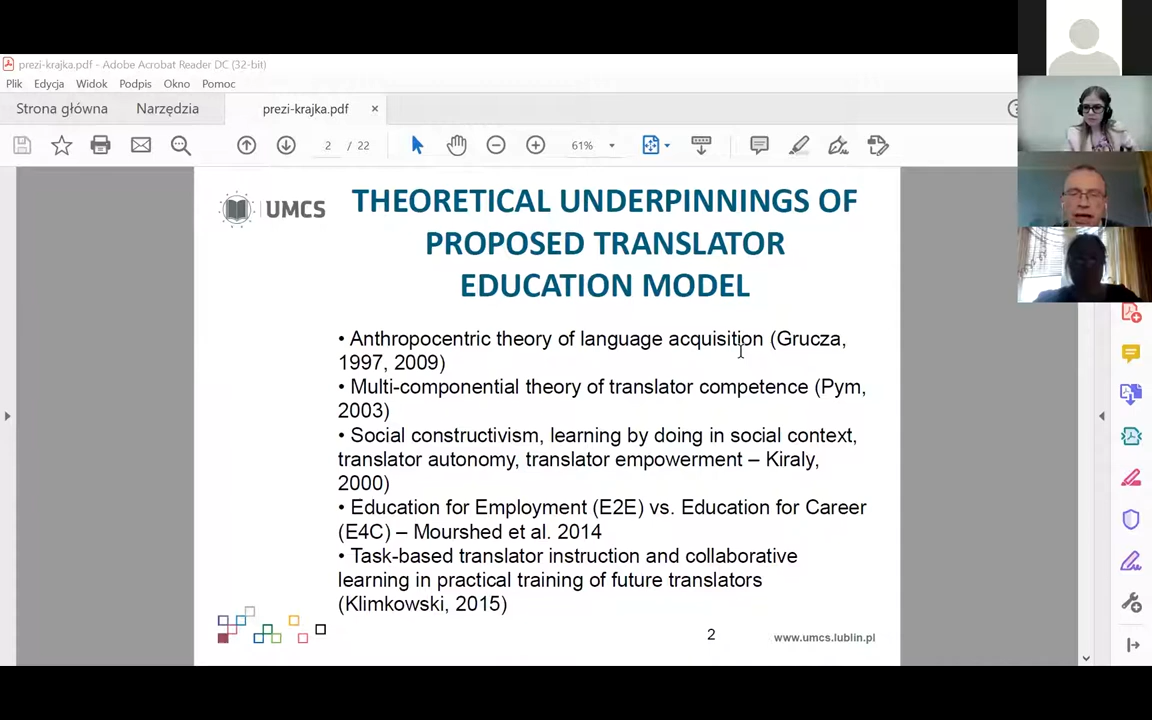 prezi-krajka.pdf - Adobe Acrobat Reader DC (32-bit)
Plik Edycja Widok Podpis Okno Pomoc
Strona główna Narzędzia prezi-krajka.pdf ×
2 / 22 61%
UMCS
THEORETICAL UNDERPINNINGS OF
PROPOSED TRANSLATOR
EDUCATION MODEL
• Anthropocentric theory of language acquisition (Grucza,
1997, 2009)
• Multi-componential theory of translator competence (Pym,
2003)
• Social constructivism, learning by doing in social context,
translator autonomy, translator empowerment – Kiraly,
2000)
• Education for Employment (E2E) vs. Education for Career
(E4C) – Mourshed et al. 2014
• Task-based translator instruction and collaborative
learning in practical training of future translators
(Klimkowski, 2015)
2
www.umcs.lublin.pl